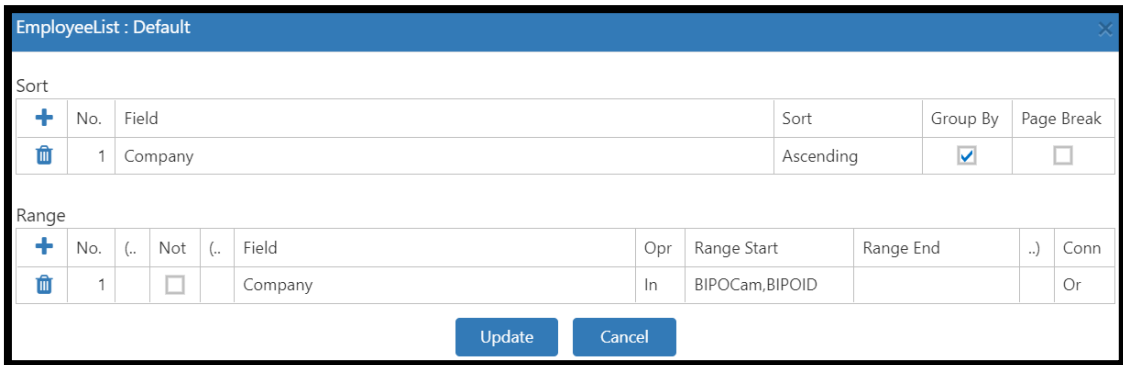 EmployeeList : Default ×
Sort
No. Field Sort Group By Page Break
1 Company Ascending
Range
No. (.. Not (.. Field Opr Range Start Range End ..) Conn
1 Company In BIPOCam,BIPOID Or
Update Cancel